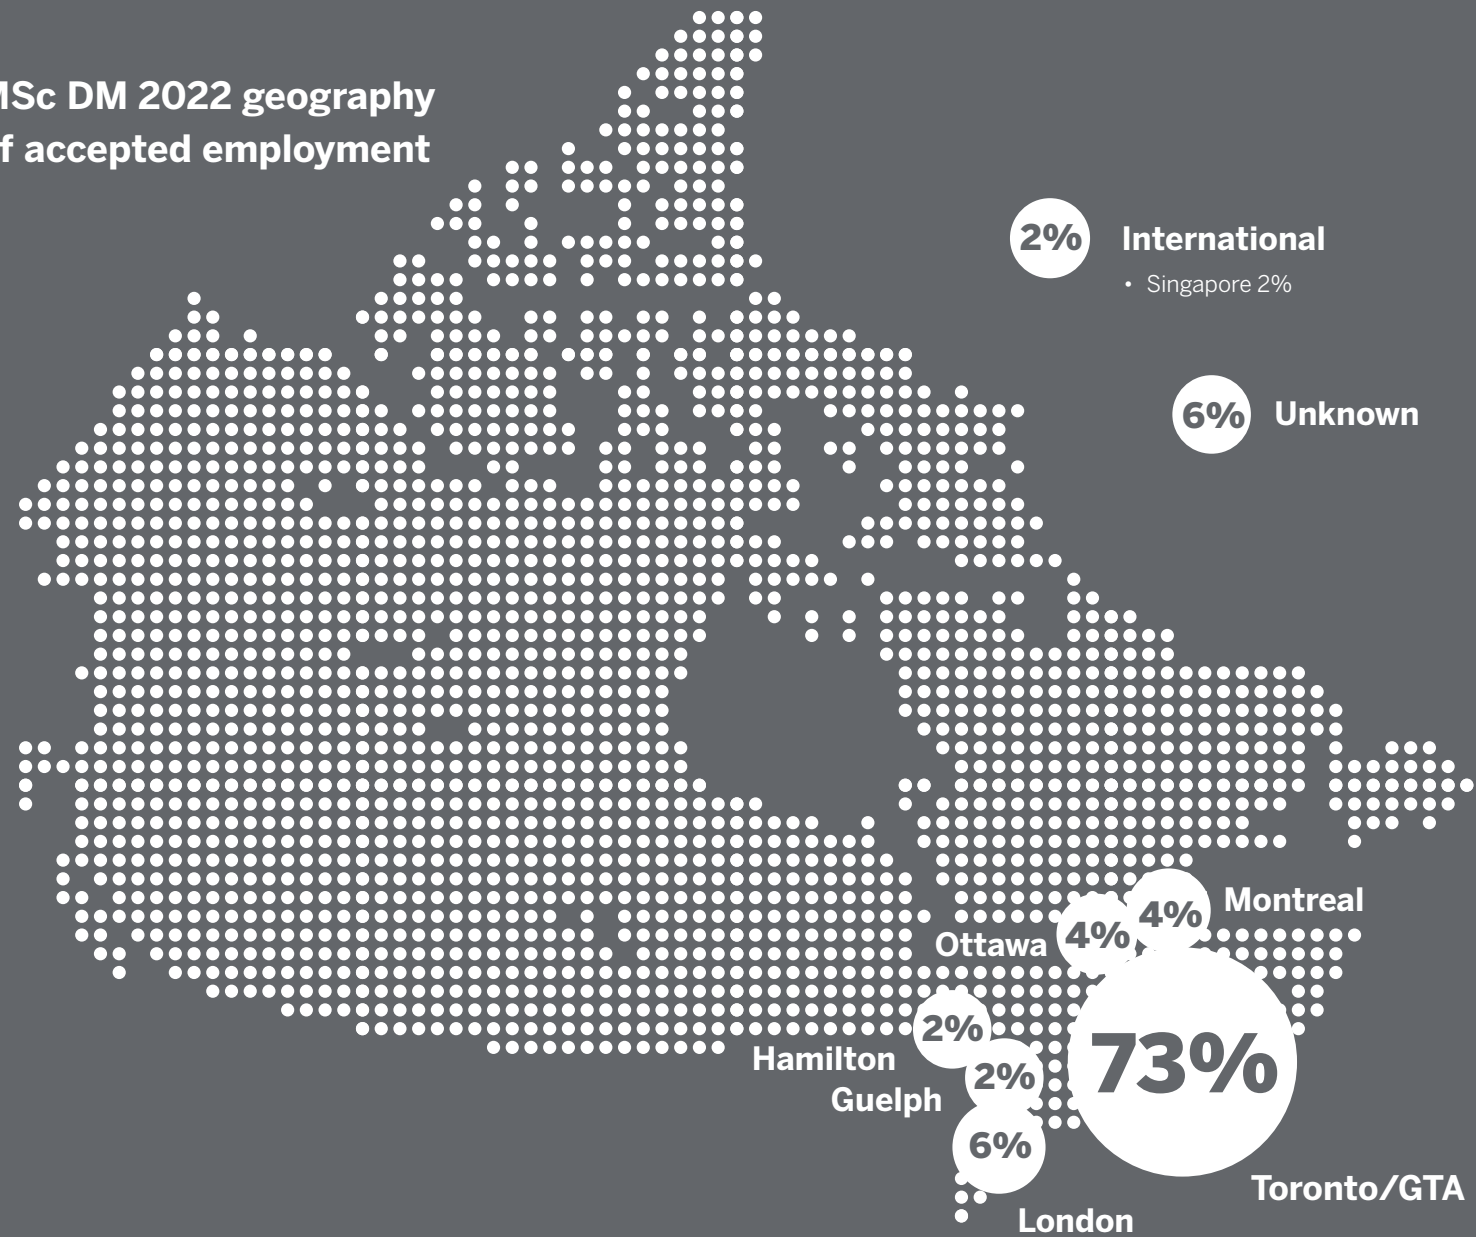 MSc DM 2022 geography
of accepted employment
2% International
• Singapore 2%
6% Unknown
4% Montreal
Ottawa 4%
2%
Hamilton
2%
Guelph
73%
6%
Toronto/GTA
London